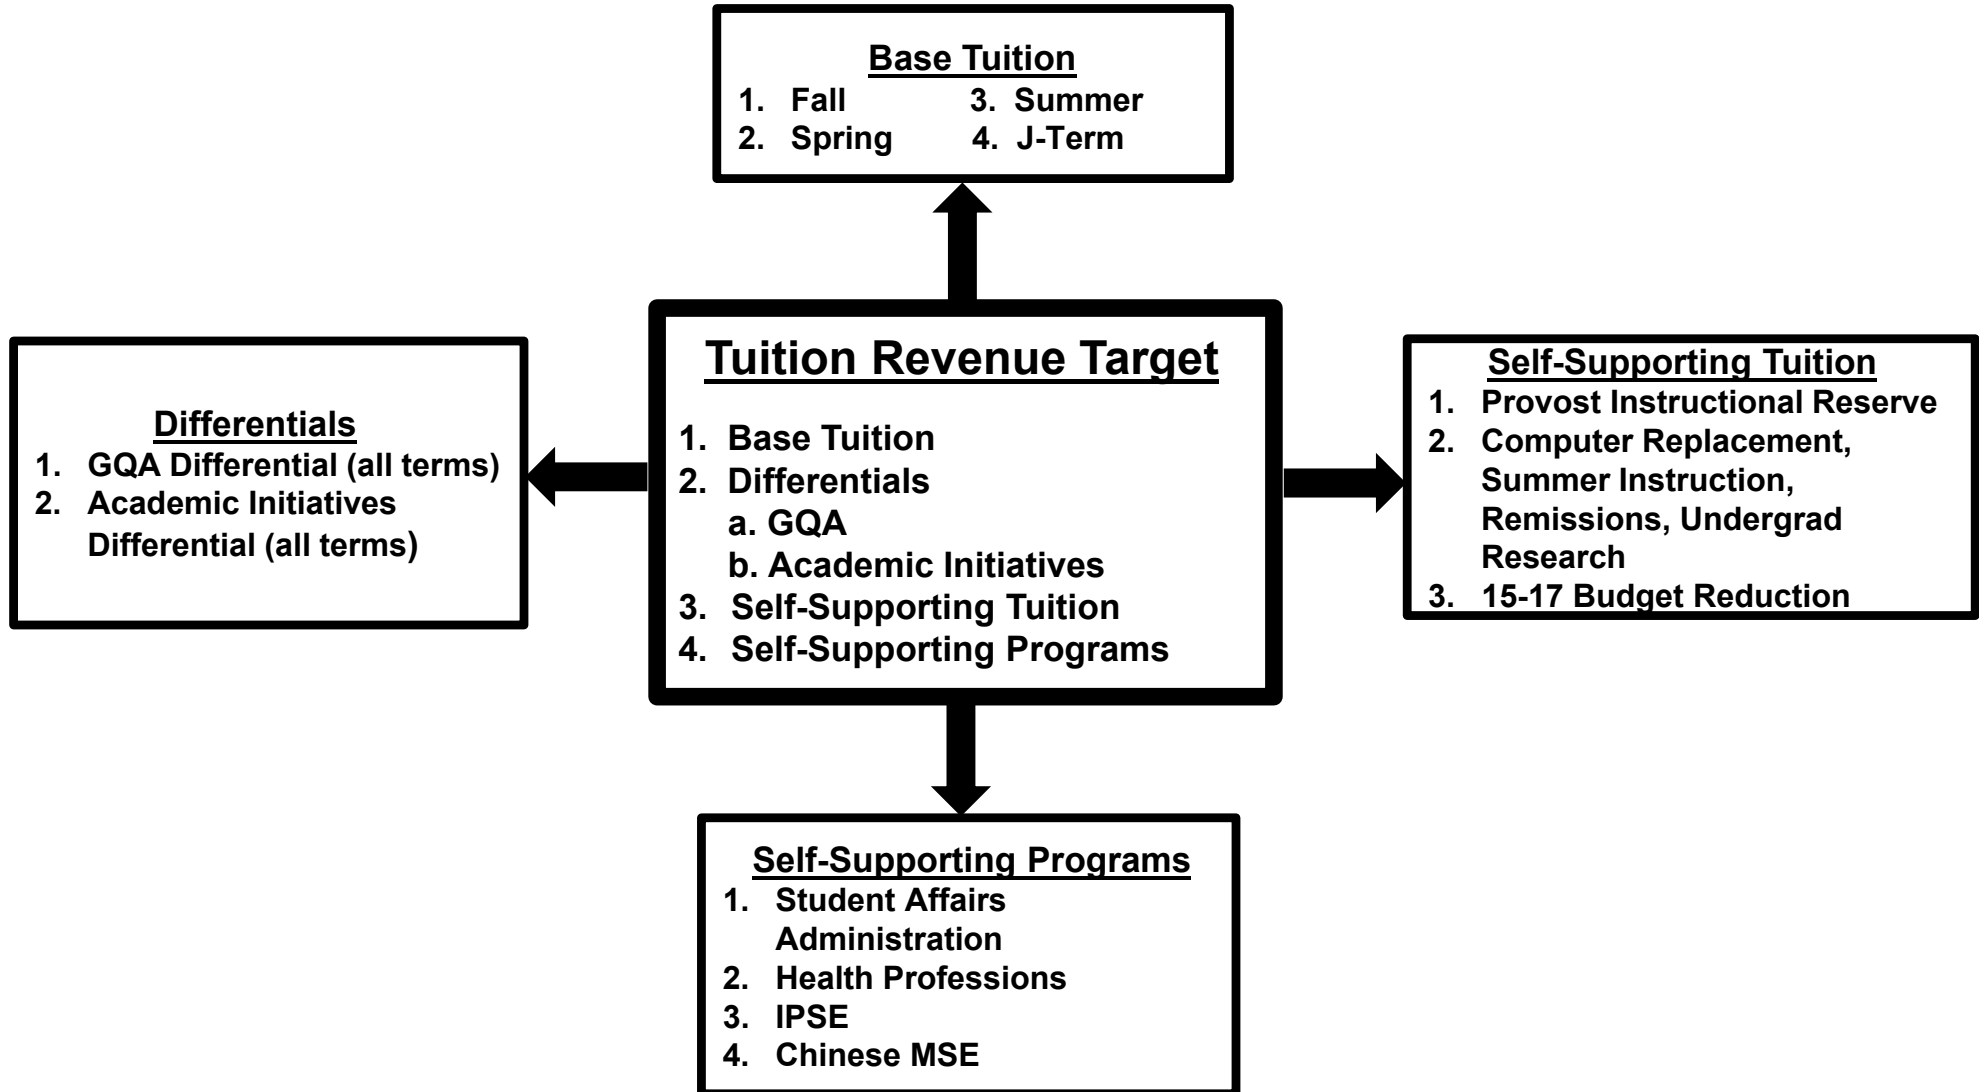 Base Tuition
1. Fall 3. Summer
2. Spring 4. J-Term
Tuition Revenue Target
1. Base Tuition
2. Differentials
a. GQA
b. Academic Initiatives
3. Self-Supporting Tuition
4. Self-Supporting Programs
Differentials
1. GQA Differential (all terms)
2. Academic Initiatives
Differential (all terms)
Self-Supporting Tuition
1. Provost Instructional Reserve
2. Computer Replacement,
Summer Instruction,
Remissions, Undergrad
Research
3. 15-17 Budget Reduction
Self-Supporting Programs
1. Student Affairs
Administration
2. Health Professions
3. IPSE
4. Chinese MSE